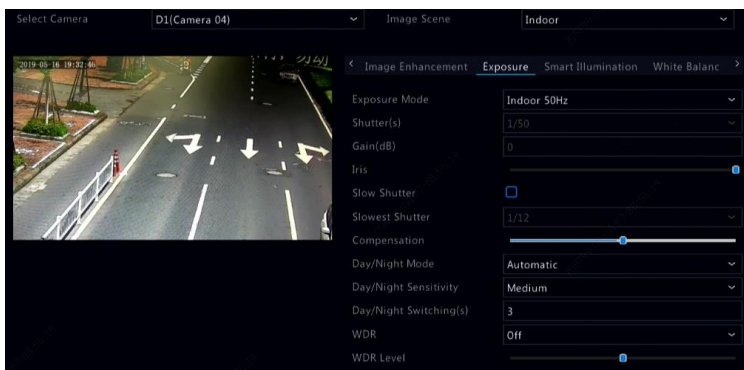 Select Camera D1(Camera 04) Image Scene Indoor
2019-05-16 19:32:46
Image Enhancement Exposure Smart Illumination White Balanc
Exposure Mode Indoor 50Hz
Shutter(s) 1/50
Gain(dB) 0
Iris
Slow Shutter
Slowest Shutter 1/12
Compensation
Day/Night Mode Automatic
Day/Night Sensitivity Medium
Day/Night Switching(s) 3
WDR Off
WDR Level